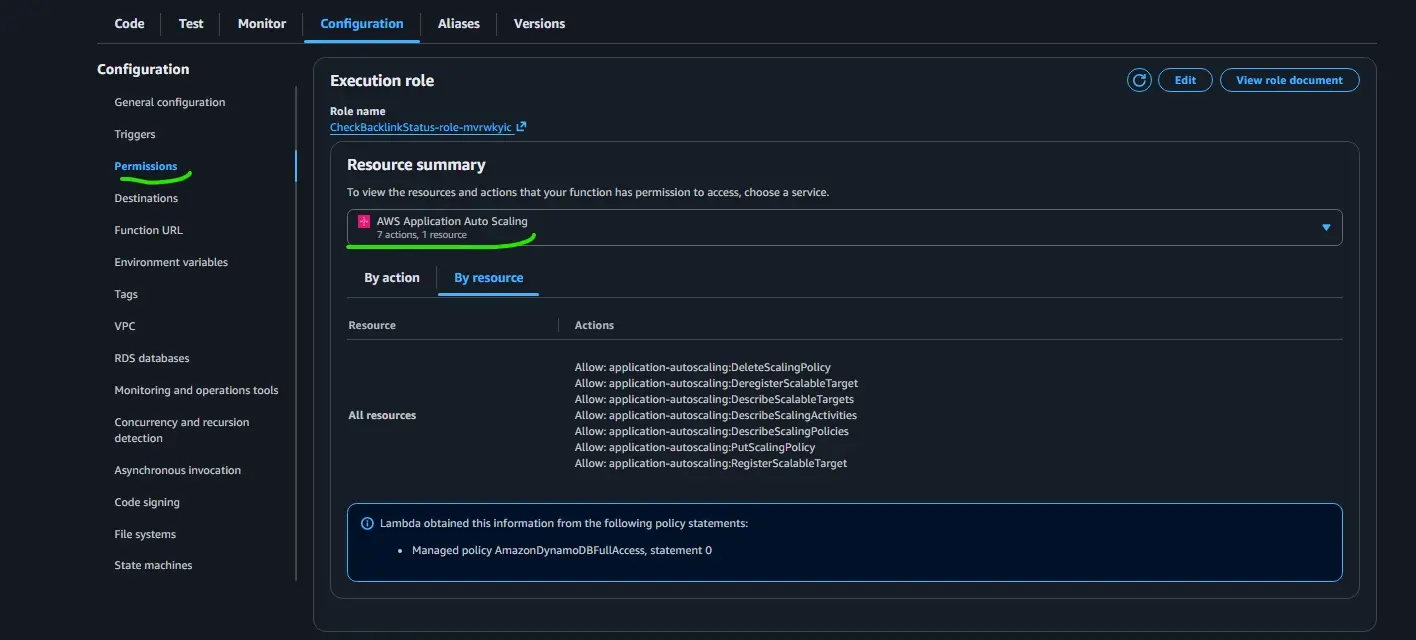 Code
Test
Monitor
Configuration
Aliases
Versions
Configuration
General configuration
Triggers
Permissions
Destinations
Function URL
Environment variables
Tags
VPC
RDS databases
Monitoring and operations tools
Concurrency and recursion
detection
Asynchronous invocation
Code signing
File systems
State machines
Execution role
Edit
View role document
Role name
CheckBacklinkStatus-role-mvrwkyic
Resource summary
To view the resources and actions that your function has permission to access, choose a service.
AWS Application Auto Scaling
7 actions, 1 resource
By action
By resource
Resource
Actions
All resources
Allow: application-autoscaling:DeleteScalingPolicy
Allow: application-autoscaling:DeregisterScalableTarget
Allow: application-autoscaling:DescribeScalableTargets
Allow: application-autoscaling:DescribeScalingActivities
Allow: application-autoscaling:DescribeScalingPolicies
Allow: application-autoscaling:PutScalingPolicy
Allow: application-autoscaling:RegisterScalableTarget
Lambda obtained this information from the following policy statements:
• Managed policy AmazonDynamoDBFullAccess, statement 0